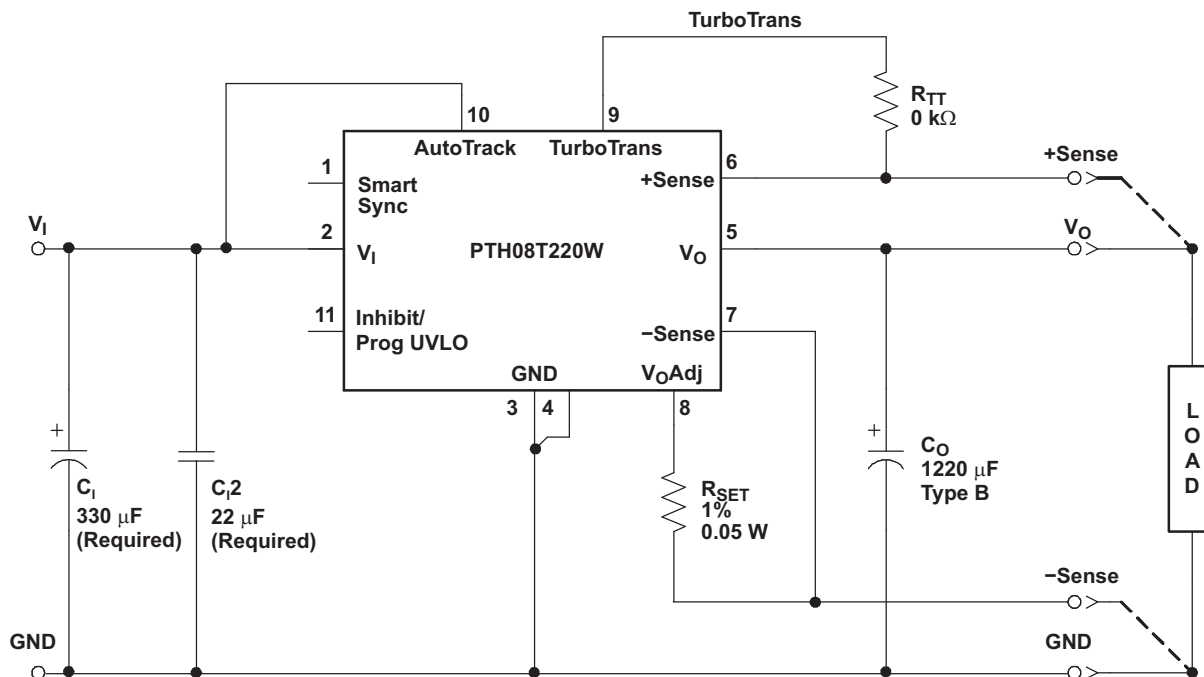 TurboTrans
R_TT
0 kΩ
10
9
AutoTrack
TurboTrans
1
Smart
Sync
6
+Sense
+Sense
V_I
2
V_I
PTH08T220W
5
V_O
V_O
11
Inhibit/
Prog UVLO
7
−Sense
GND
V_OAdj
3
4
8
+
C_I
330 μF
(Required)
C_I2
22 μF
(Required)
R_SET
1%
0.05 W
+
C_O
1220 μF
Type B
LOAD
−Sense
GND
GND